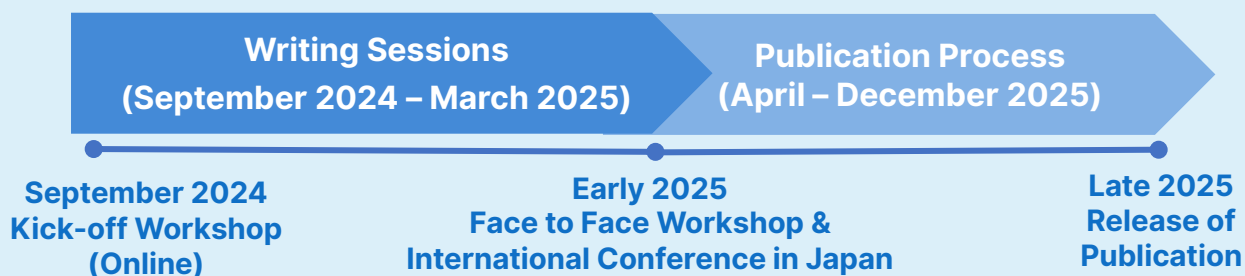 Writing Sessions
(September 2024 – March 2025)
Publication Process
(April – December 2025)
September 2024
Kick-off Workshop
(Online)
Early 2025
Face to Face Workshop &
International Conference in Japan
Late 2025
Release of
Publication